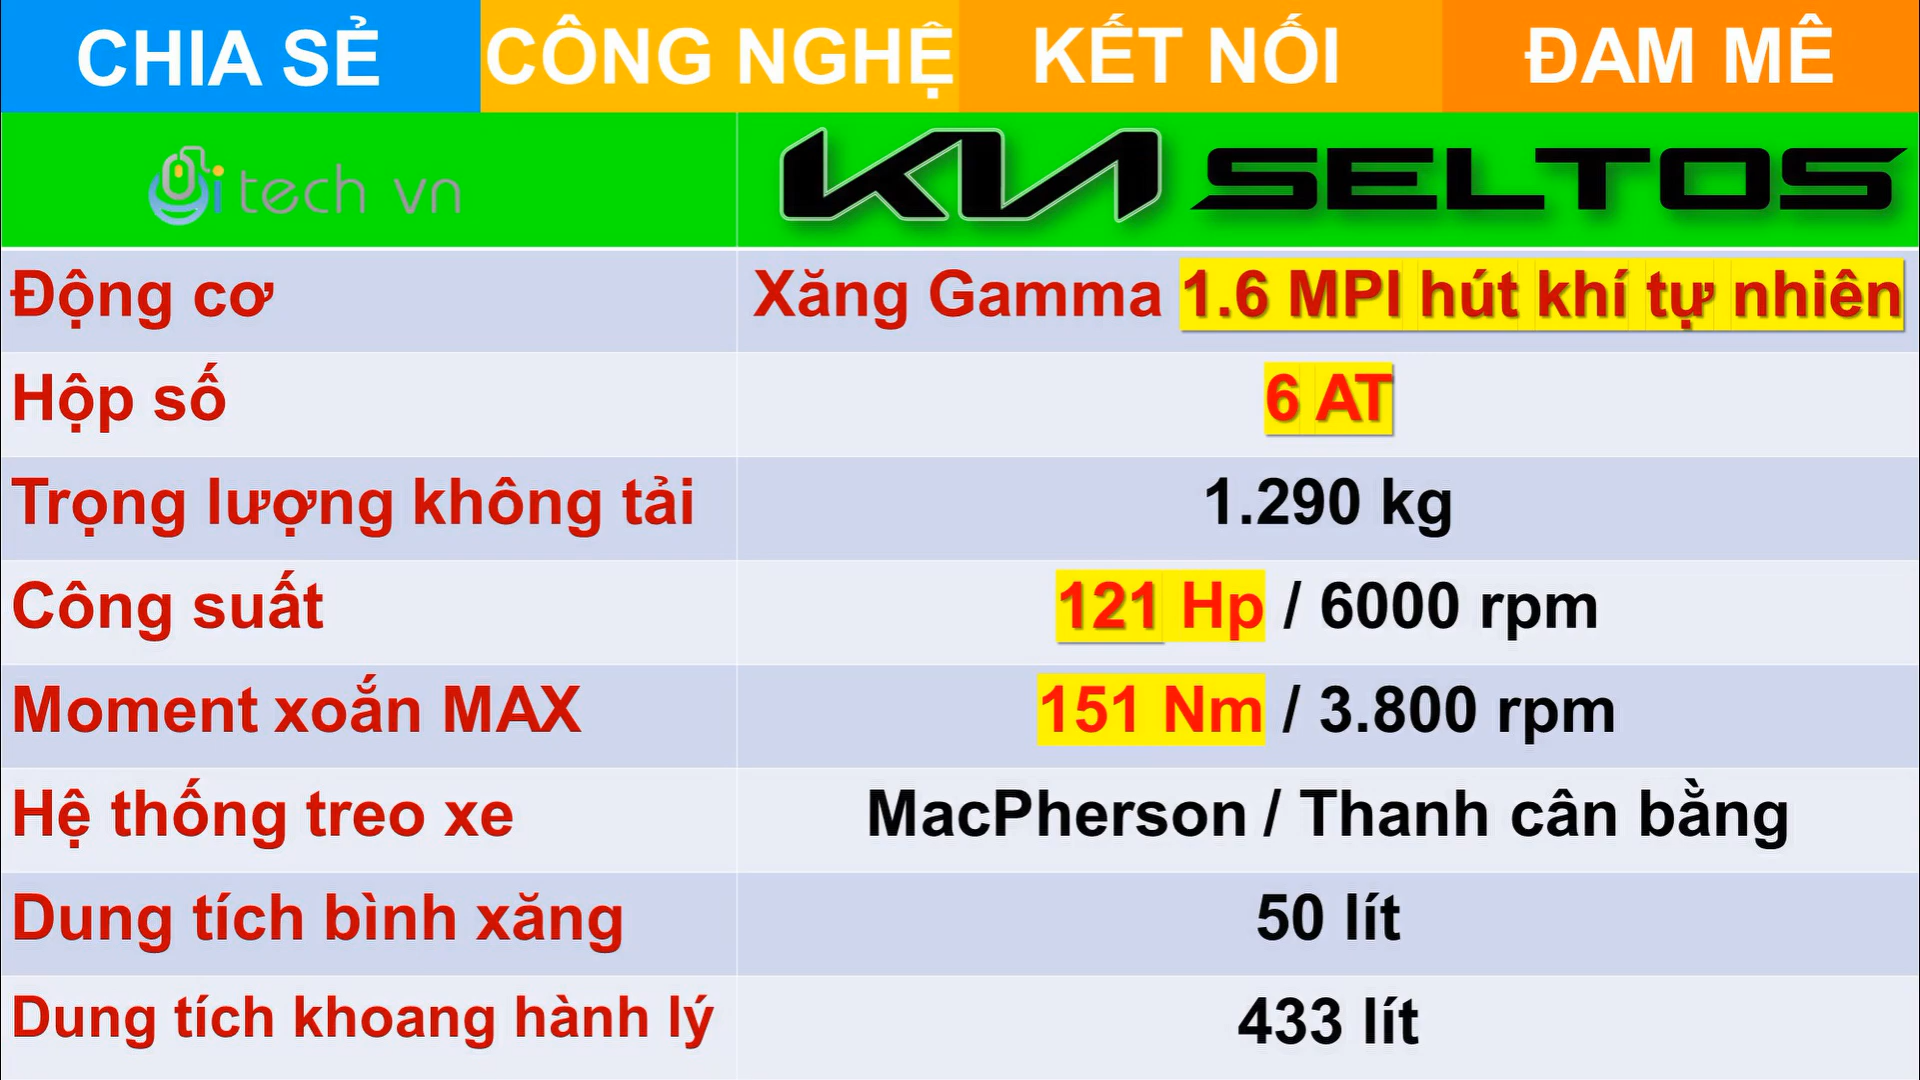 CHIA SẺ CÔNG NGHỆ KẾT NỐI ĐAM MÊ
i tech vn KIA SELTOS
Động cơ Xăng Gamma 1.6 MPI hút khí tự nhiên
Hộp số 6 AT
Trọng lượng không tải 1.290 kg
Công suất 121 Hp / 6000 rpm
Moment xoắn MAX 151 Nm / 3.800 rpm
Hệ thống treo xe MacPherson / Thanh cân bằng
Dung tích bình xăng 50 lít
Dung tích khoang hành lý 433 lít